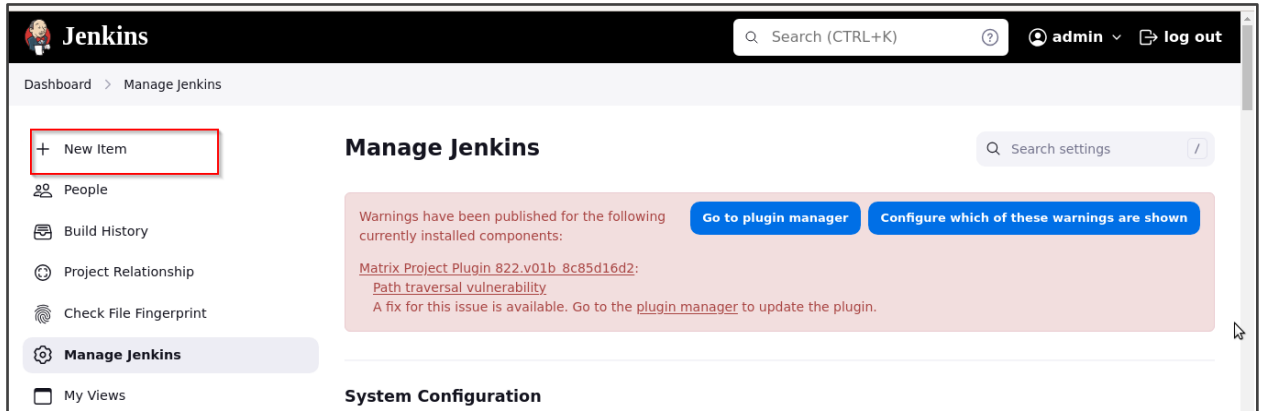 Jenkins
Search (CTRL+K) ?
admin
log out
Dashboard > Manage Jenkins
New Item
People
Build History
Project Relationship
Check File Fingerprint
Manage Jenkins
My Views
Manage Jenkins
Search settings /
Warnings have been published for the following
currently installed components:
Go to plugin manager
Configure which of these warnings are shown
Matrix Project Plugin 822.v01b_8c85d16d2:
Path traversal vulnerability
A fix for this issue is available. Go to the plugin manager to update the plugin.
System Configuration